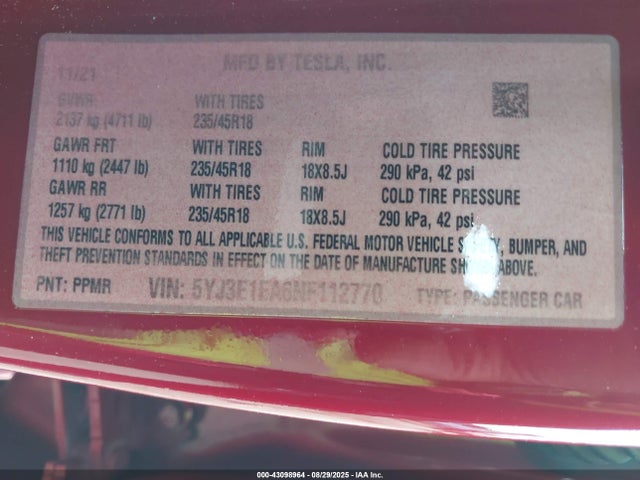 MFD BY TESLA, INC.
11/21
GVWR WITH TIRES
2137 kg (4711 lb) 235/45R18
GAWR FRT WITH TIRES RIM COLD TIRE PRESSURE
1110 kg (2447 lb) 235/45R18 18X8.5J 290 kPa, 42 psi
GAWR RR WITH TIRES RIM COLD TIRE PRESSURE
1257 kg (2771 lb) 235/45R18 18X8.5J 290 kPa, 42 psi
THIS VEHICLE CONFORMS TO ALL APPLICABLE U.S. FEDERAL MOTOR VEHICLE BUMPER, AND
THEFT PREVENTION STANDARDS IN EFFECT ON THE DATE OF MANUFACTURE SHOWN ABOVE.
PNT: PPMR VIN: 5YJ3E1EA6NF112770 TYPE: PASSENGER CAR
000-43098964 - 08/29/2025 - IAA Inc.